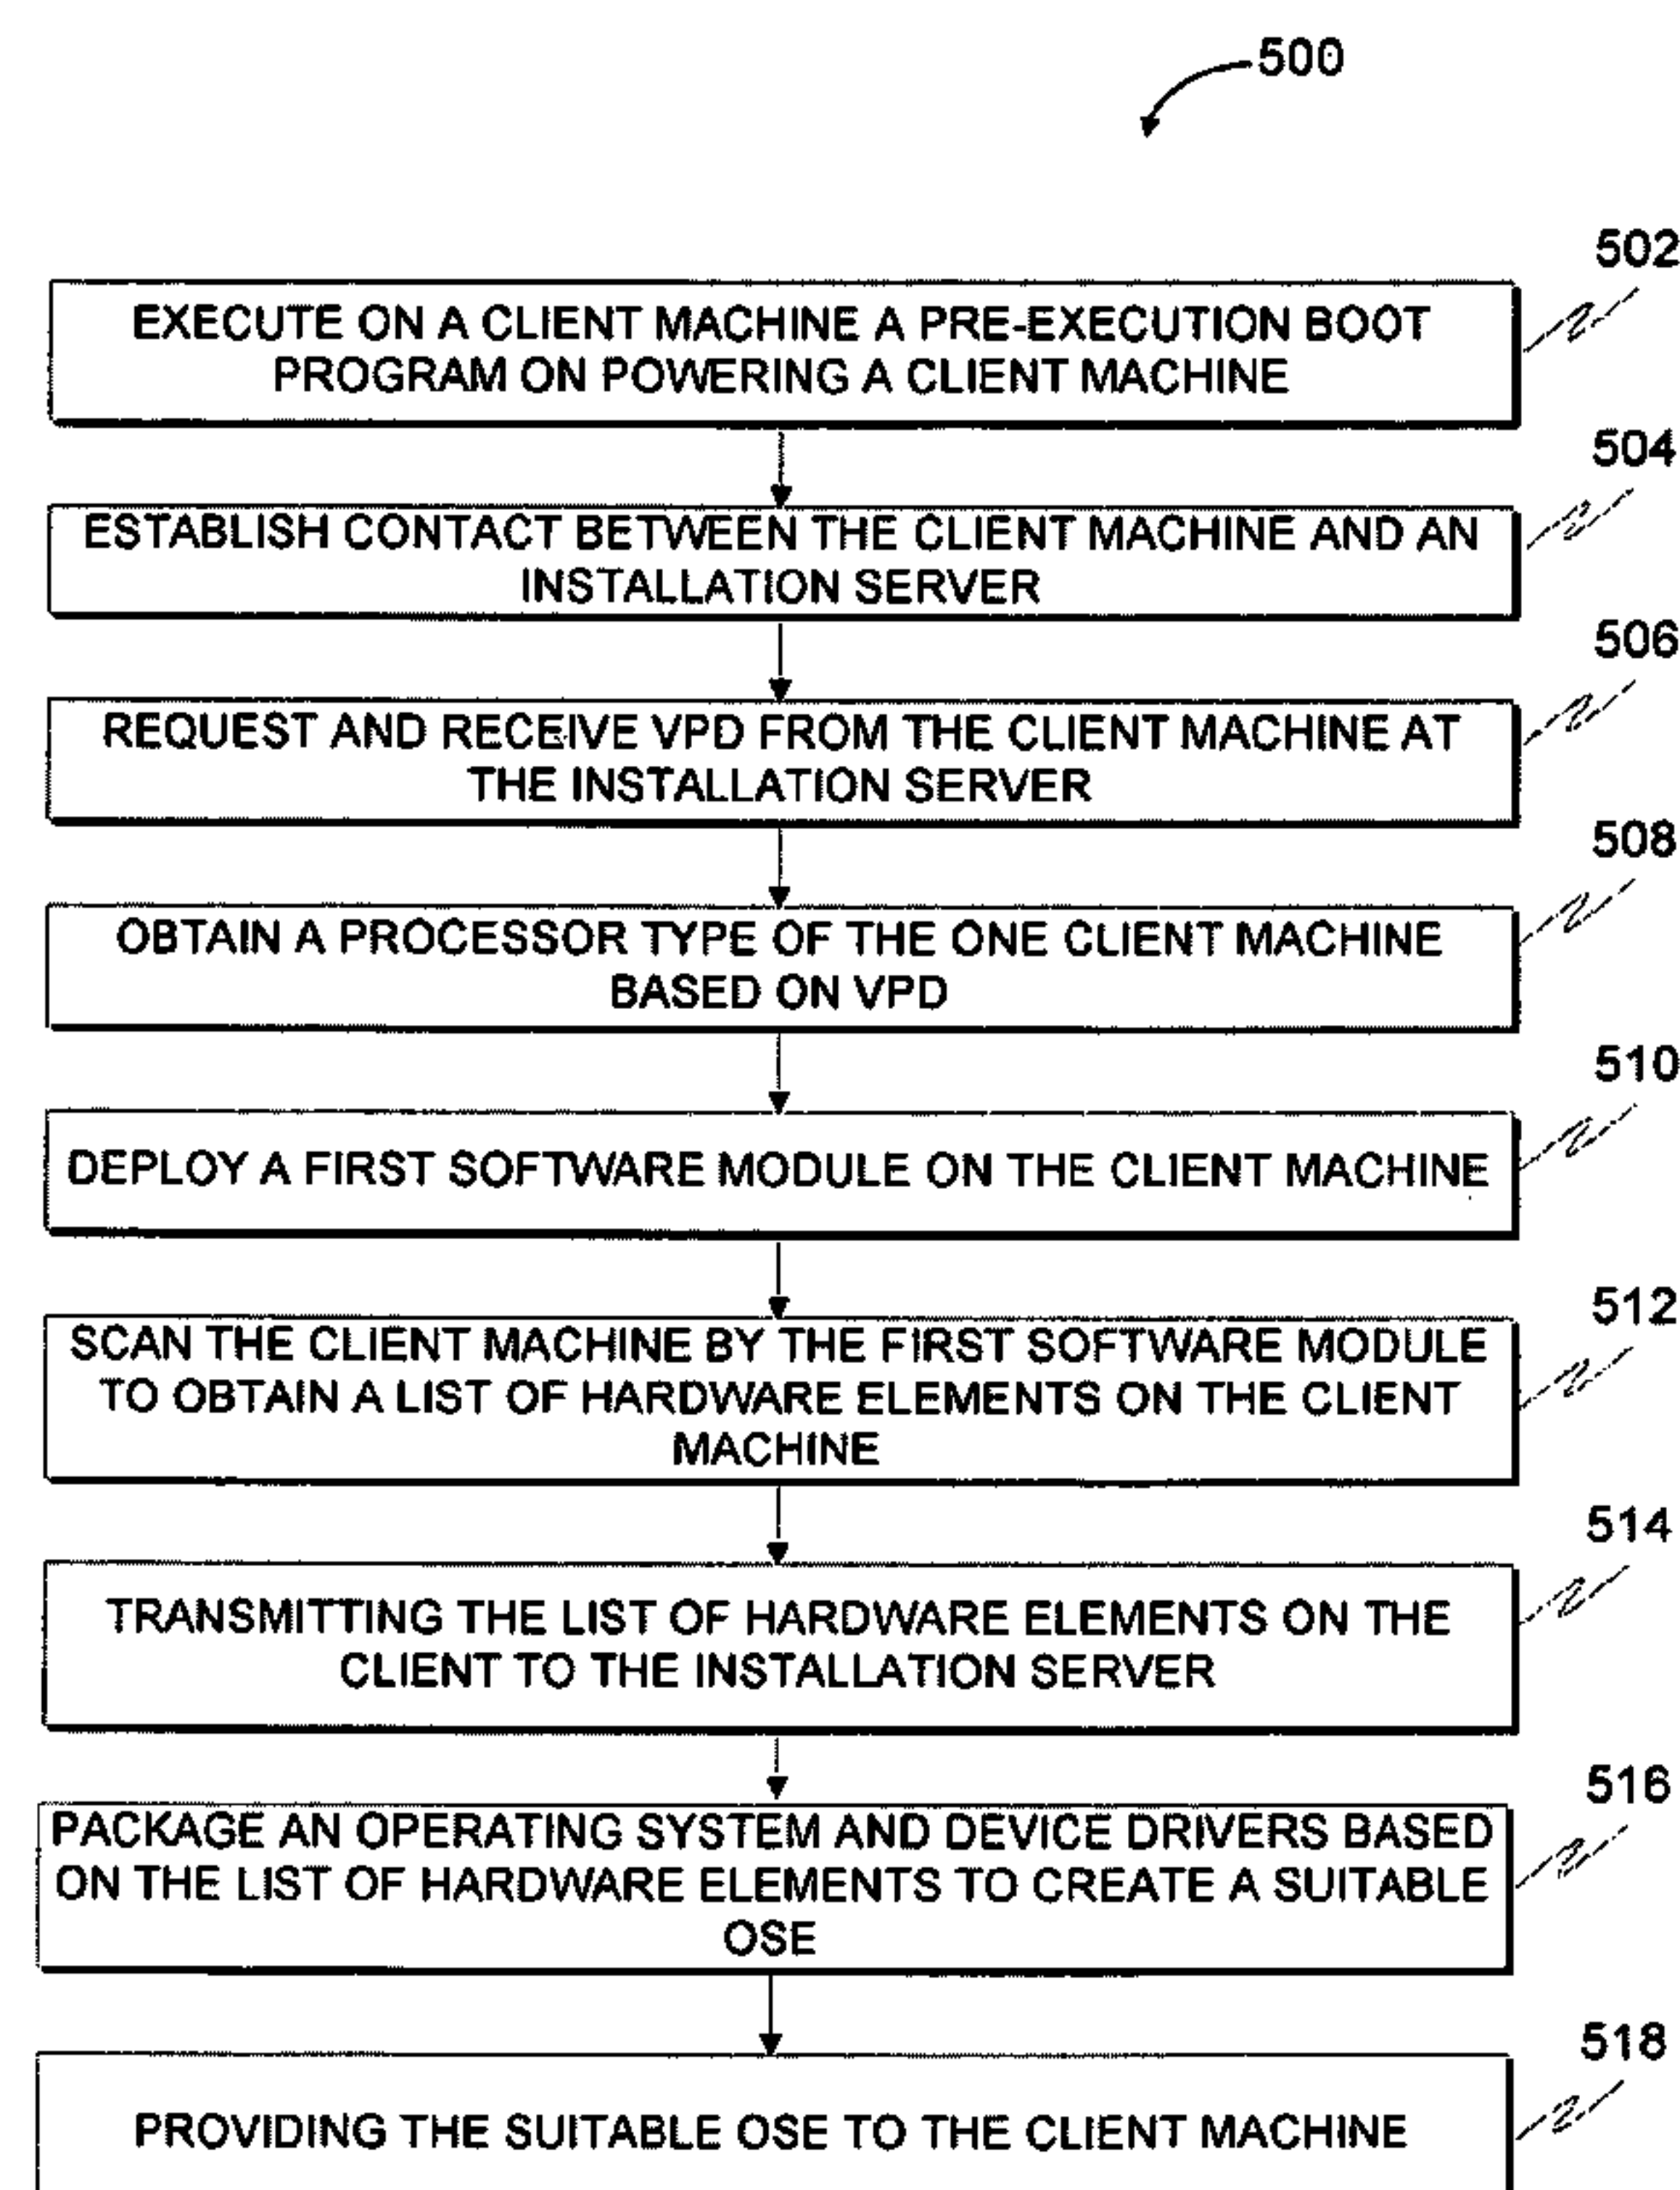 500
502
EXECUTE ON A CLIENT MACHINE A PRE-EXECUTION BOOT
PROGRAM ON POWERING A CLIENT MACHINE
504
ESTABLISH CONTACT BETWEEN THE CLIENT MACHINE AND AN
INSTALLATION SERVER
506
REQUEST AND RECEIVE VPD FROM THE CLIENT MACHINE AT
THE INSTALLATION SERVER
508
OBTAIN A PROCESSOR TYPE OF THE ONE CLIENT MACHINE
BASED ON VPD
510
DEPLOY A FIRST SOFTWARE MODULE ON THE CLIENT MACHINE
512
SCAN THE CLIENT MACHINE BY THE FIRST SOFTWARE MODULE
TO OBTAIN A LIST OF HARDWARE ELEMENTS ON THE CLIENT
MACHINE
514
TRANSMITTING THE LIST OF HARDWARE ELEMENTS ON THE
CLIENT TO THE INSTALLATION SERVER
516
PACKAGE AN OPERATING SYSTEM AND DEVICE DRIVERS BASED
ON THE LIST OF HARDWARE ELEMENTS TO CREATE A SUITABLE
OSE
518
PROVIDING THE SUITABLE OSE TO THE CLIENT MACHINE